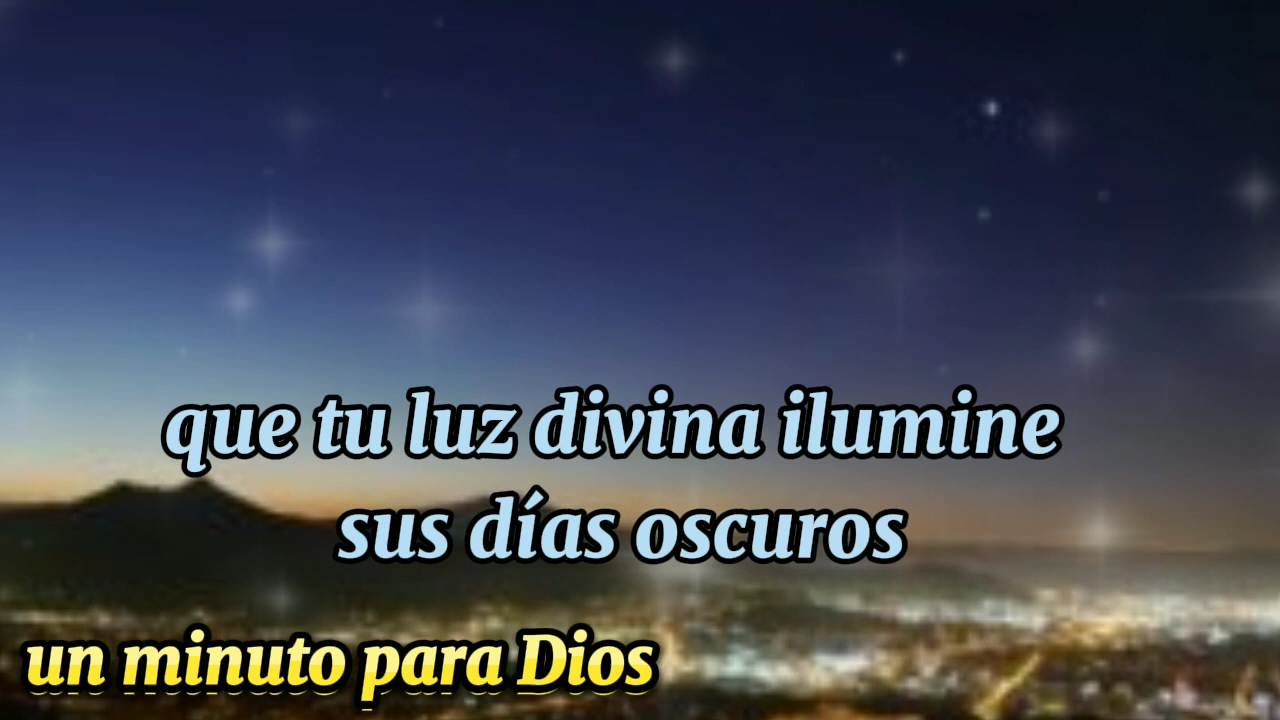 que tu luz divina ilumine
sus días oscuros
un minuto para Dios